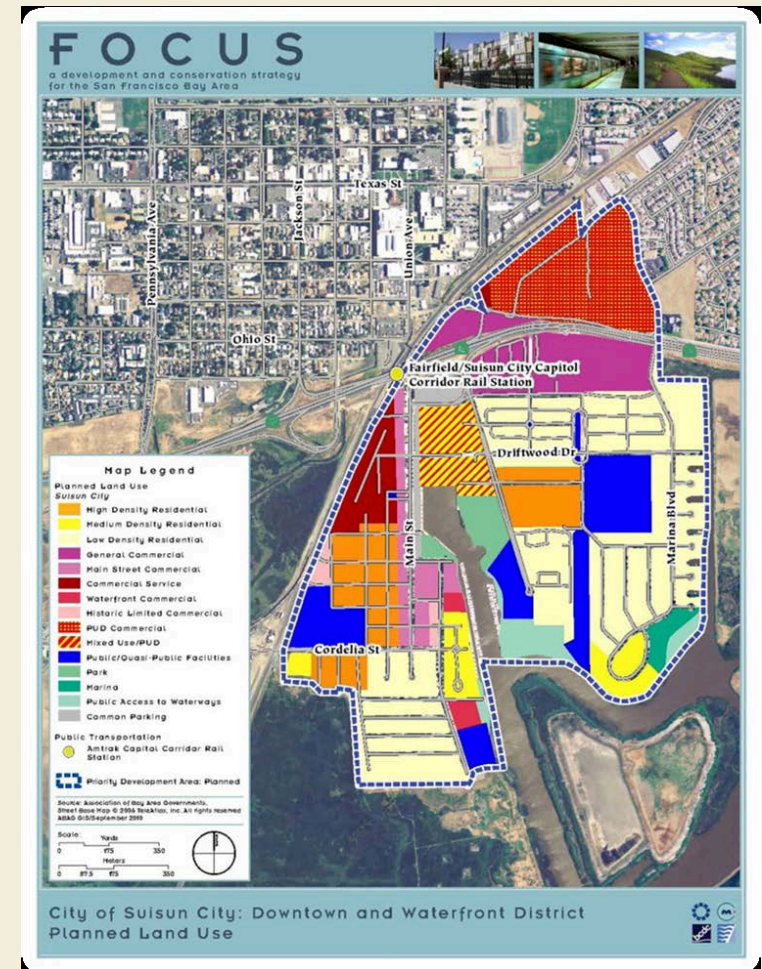 FOCUS
a development and conservation strategy
for the San Francisco Bay Area
Texas St
Jackson St
Pennsylvania Ave
Union Ave
Ohio St
Fairfield/Suisun City Capitol
Corridor Rail Station
Driftwood Dr
Main St
Marina Blvd
Cordelia St
Map Legend
Planned Land Use
Suisun City
High Density Residential
Medium Density Residential
Low Density Residential
General Commercial
Main Street Commercial
Commercial Service
Waterfront Commercial
Historic Limited Commercial
PUD Commercial
Mixed Use/PUD
Public/Quasi-Public Facilities
Park
Marina
Public Access to Waterways
Common Parking
Public Transportation
Amtrak Capitol Corridor Rail
Station
Priority Development Area: Planned
Source: Association of Bay Area Governments,
Street Base Map © 2006 TeleAtlas, Inc. All rights reserved
ABAG GIS/September 2010
Scale:
Yards
0 175 350
Meters
0 87.5 175 350
City of Suisun City: Downtown and Waterfront District
Planned Land Use